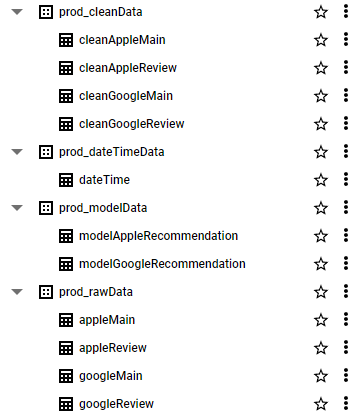 prod_cleanData
cleanAppleMain
cleanAppleReview
cleanGoogleMain
cleanGoogleReview
prod_dateTimeData
dateTime
prod_modelData
modelAppleRecommendation
modelGoogleRecommendation
prod_rawData
appleMain
appleReview
googleMain
googleReview